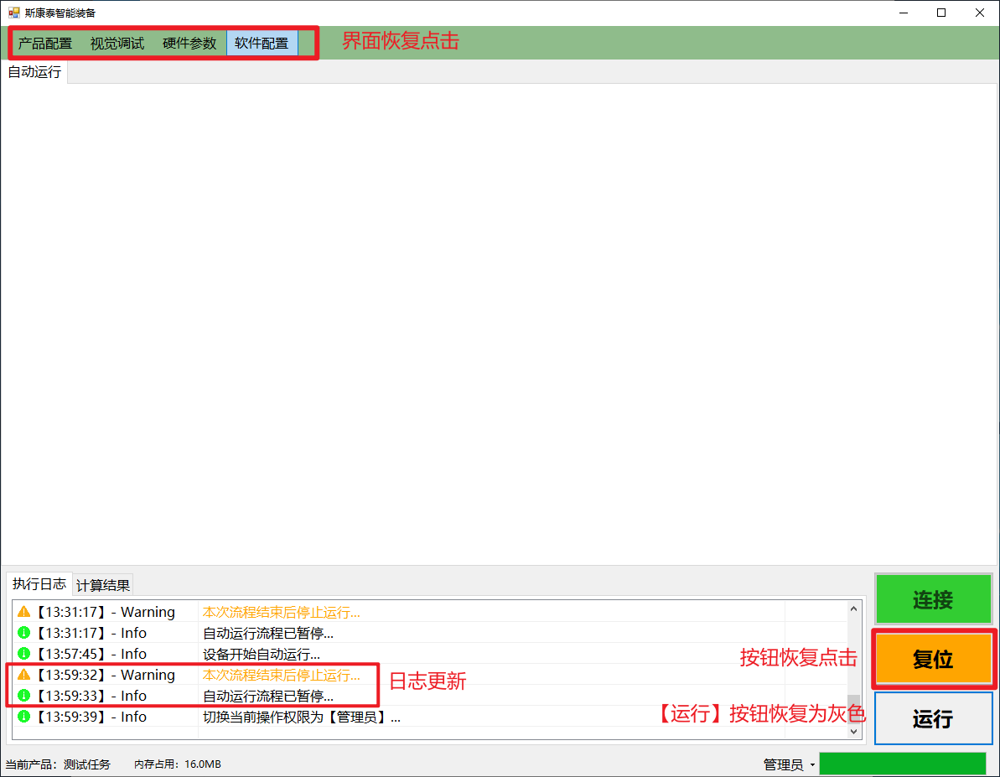 斯康泰智能装备
产品配置 视觉调试 硬件参数 软件配置 界面恢复点击
自动运行
执行日志 计算结果
【13:31:17】- Warning 本次流程结束后停止运行...
【13:31:17】- Info 自动运行流程已暂停...
【13:57:45】- Info 设备开始自动运行...
【13:59:32】- Warning 本次流程结束后停止运行...
【13:59:33】- Info 自动运行流程已暂停...
日志更新
【13:59:39】- Info 切换当前操作权限为【管理员】...
连接
按钮恢复点击
复位
【运行】按钮恢复为灰色
运行
当前产品：测试任务 内存占用：16.0MB 管理员